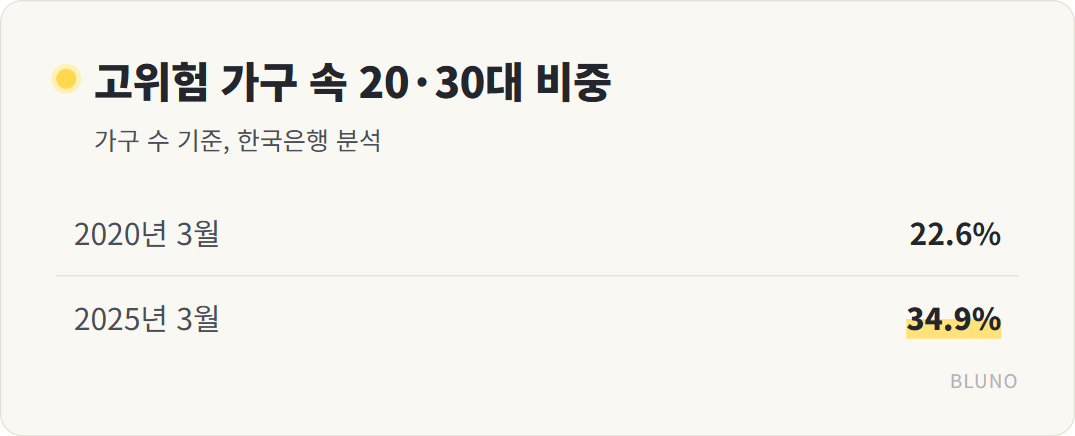 고위험 가구 속 20·30대 비중
가구 수 기준, 한국은행 분석
2020년 3월 22.6%
2025년 3월 34.9%
BLUNO